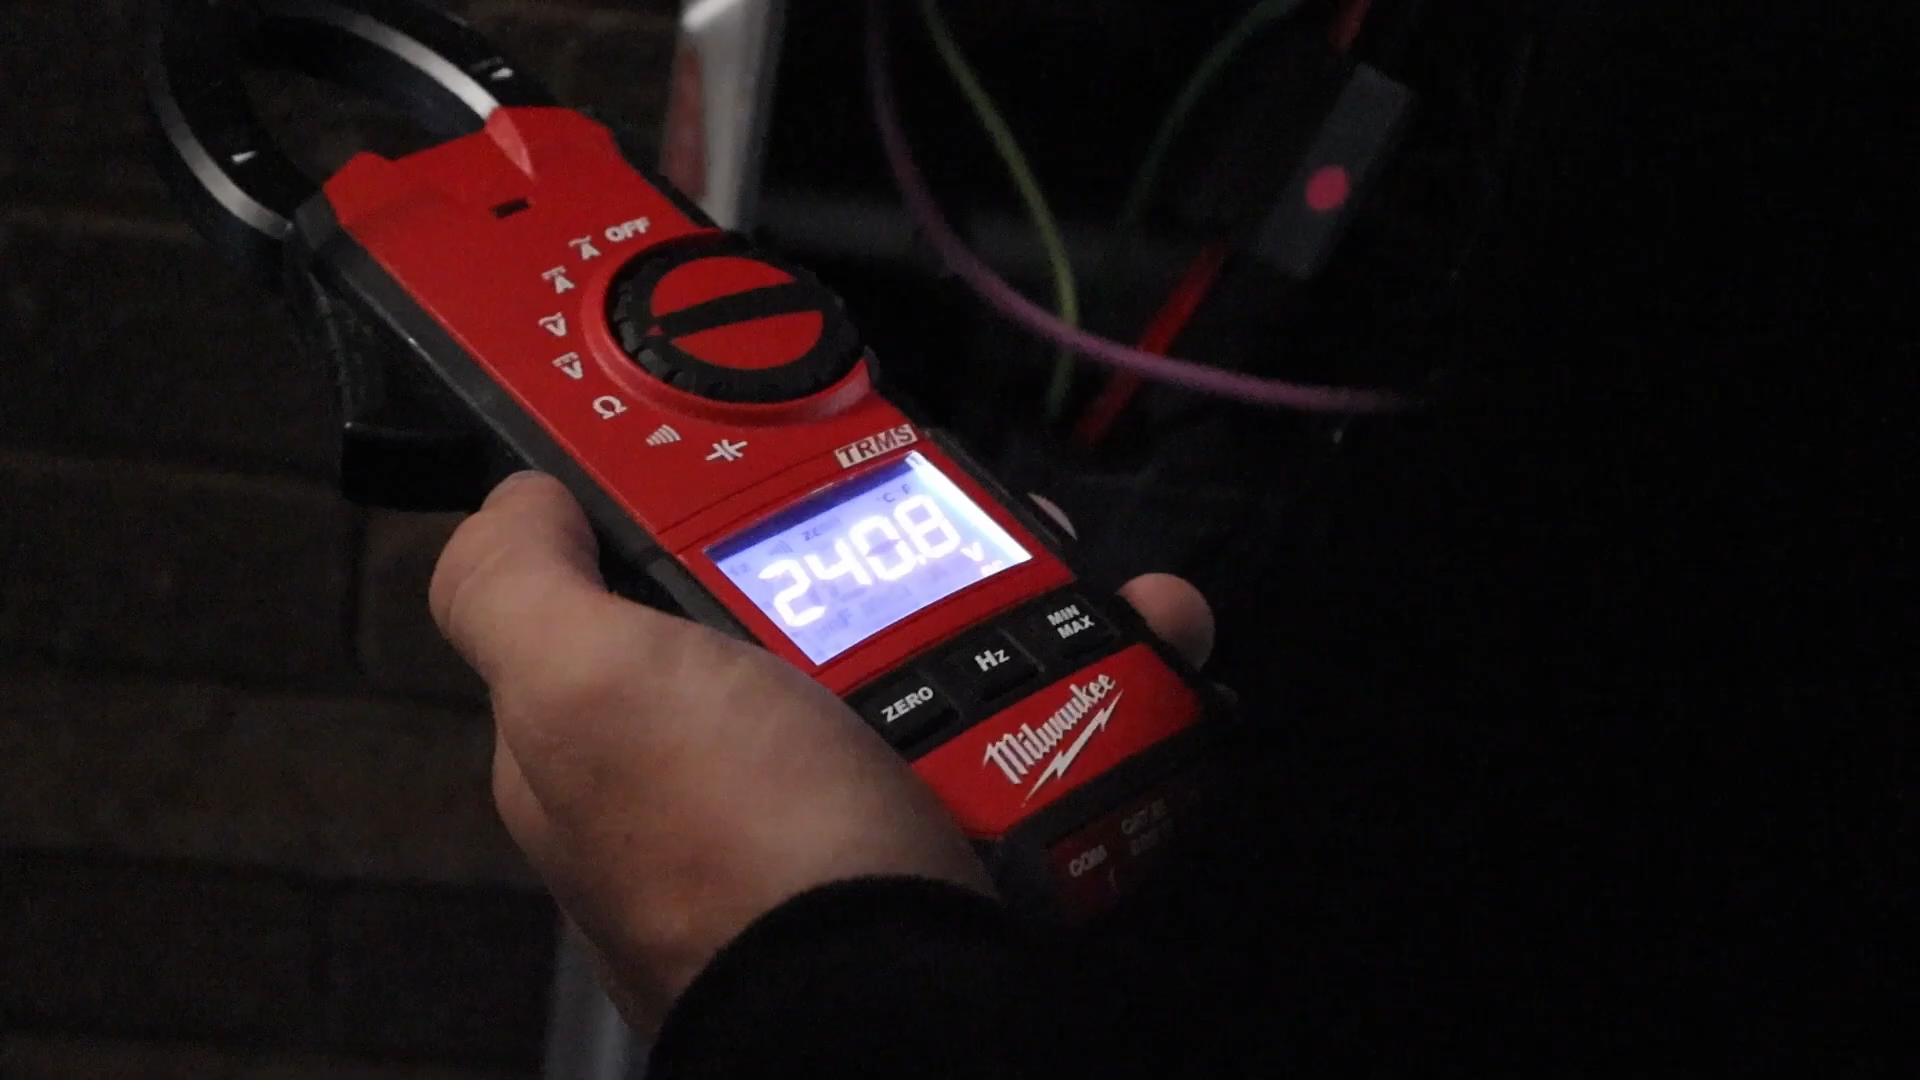 OFF
A
A
V
V
Ω
TRMS
°C F
240.8 V
ZERO
Hz
MIN
MAX
Milwaukee
COM